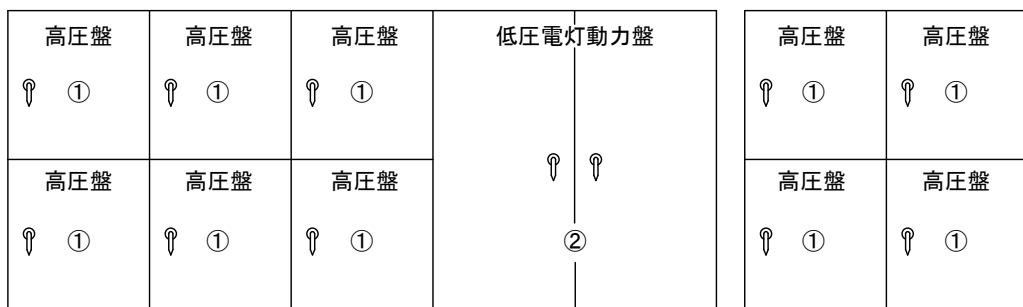 高圧盤 高圧盤 高圧盤 低圧電灯動力盤 高圧盤 高圧盤
① ① ① ① ①
高圧盤 高圧盤 高圧盤 高圧盤 高圧盤
① ① ① ② ① ①